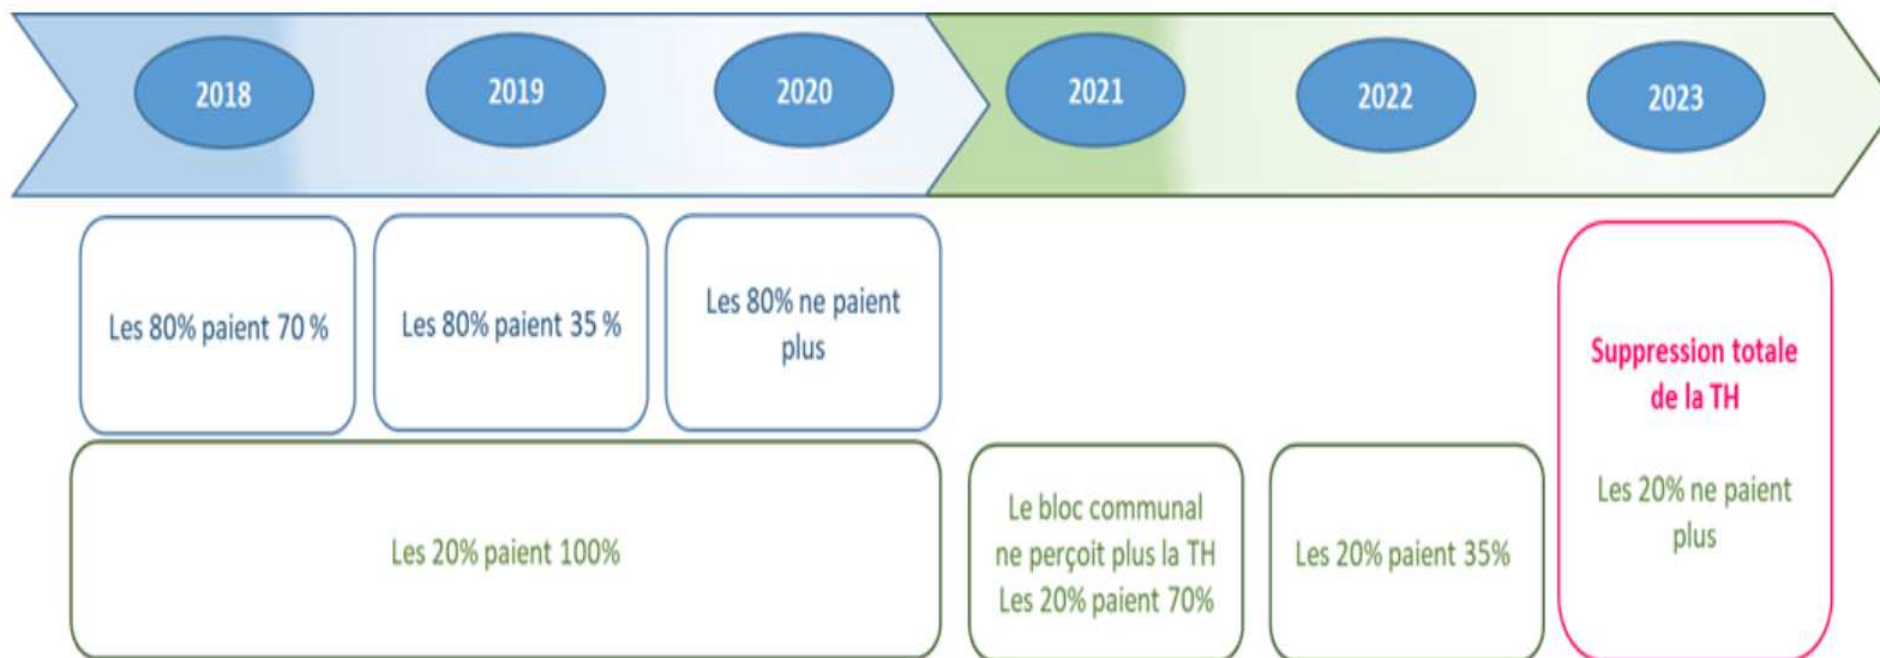 2018
2019
2020
2021
2022
2023
Les 80% paient 70 %
Les 80% paient 35 %
Les 80% ne paient
plus
Les 20% paient 100%
Le bloc communal
ne perçoit plus la TH
Les 20% paient 70%
Les 20% paient 35%
Suppression totale
de la TH
Les 20% ne paient
plus